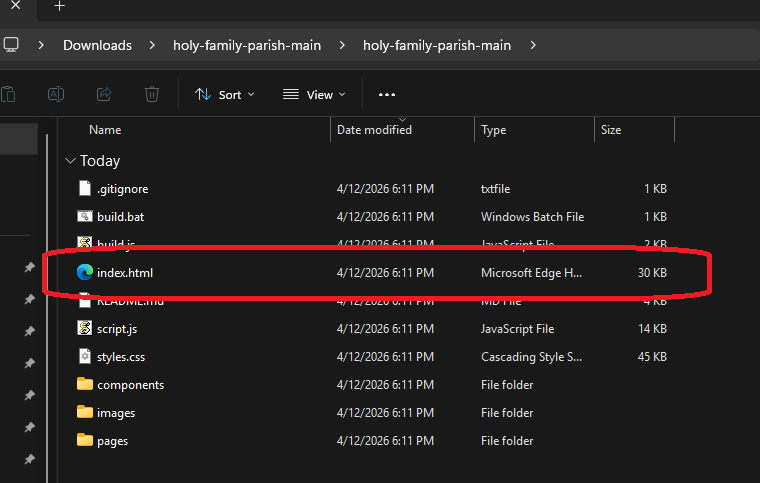 Downloads > holy-family-parish-main > holy-family-parish-main >
Sort View
Name Date modified Type Size
Today
.gitignore 4/12/2026 6:11 PM txtfile 1 KB
build.bat 4/12/2026 6:11 PM Windows Batch File 1 KB
build.js 4/12/2026 6:11 PM JavaScript File 2 KB
index.html 4/12/2026 6:11 PM Microsoft Edge H... 30 KB
README.md 4/12/2026 6:11 PM MD File 4 KB
script.js 4/12/2026 6:11 PM JavaScript File 14 KB
styles.css 4/12/2026 6:11 PM Cascading Style S... 45 KB
components 4/12/2026 6:11 PM File folder
images 4/12/2026 6:11 PM File folder
pages 4/12/2026 6:11 PM File folder